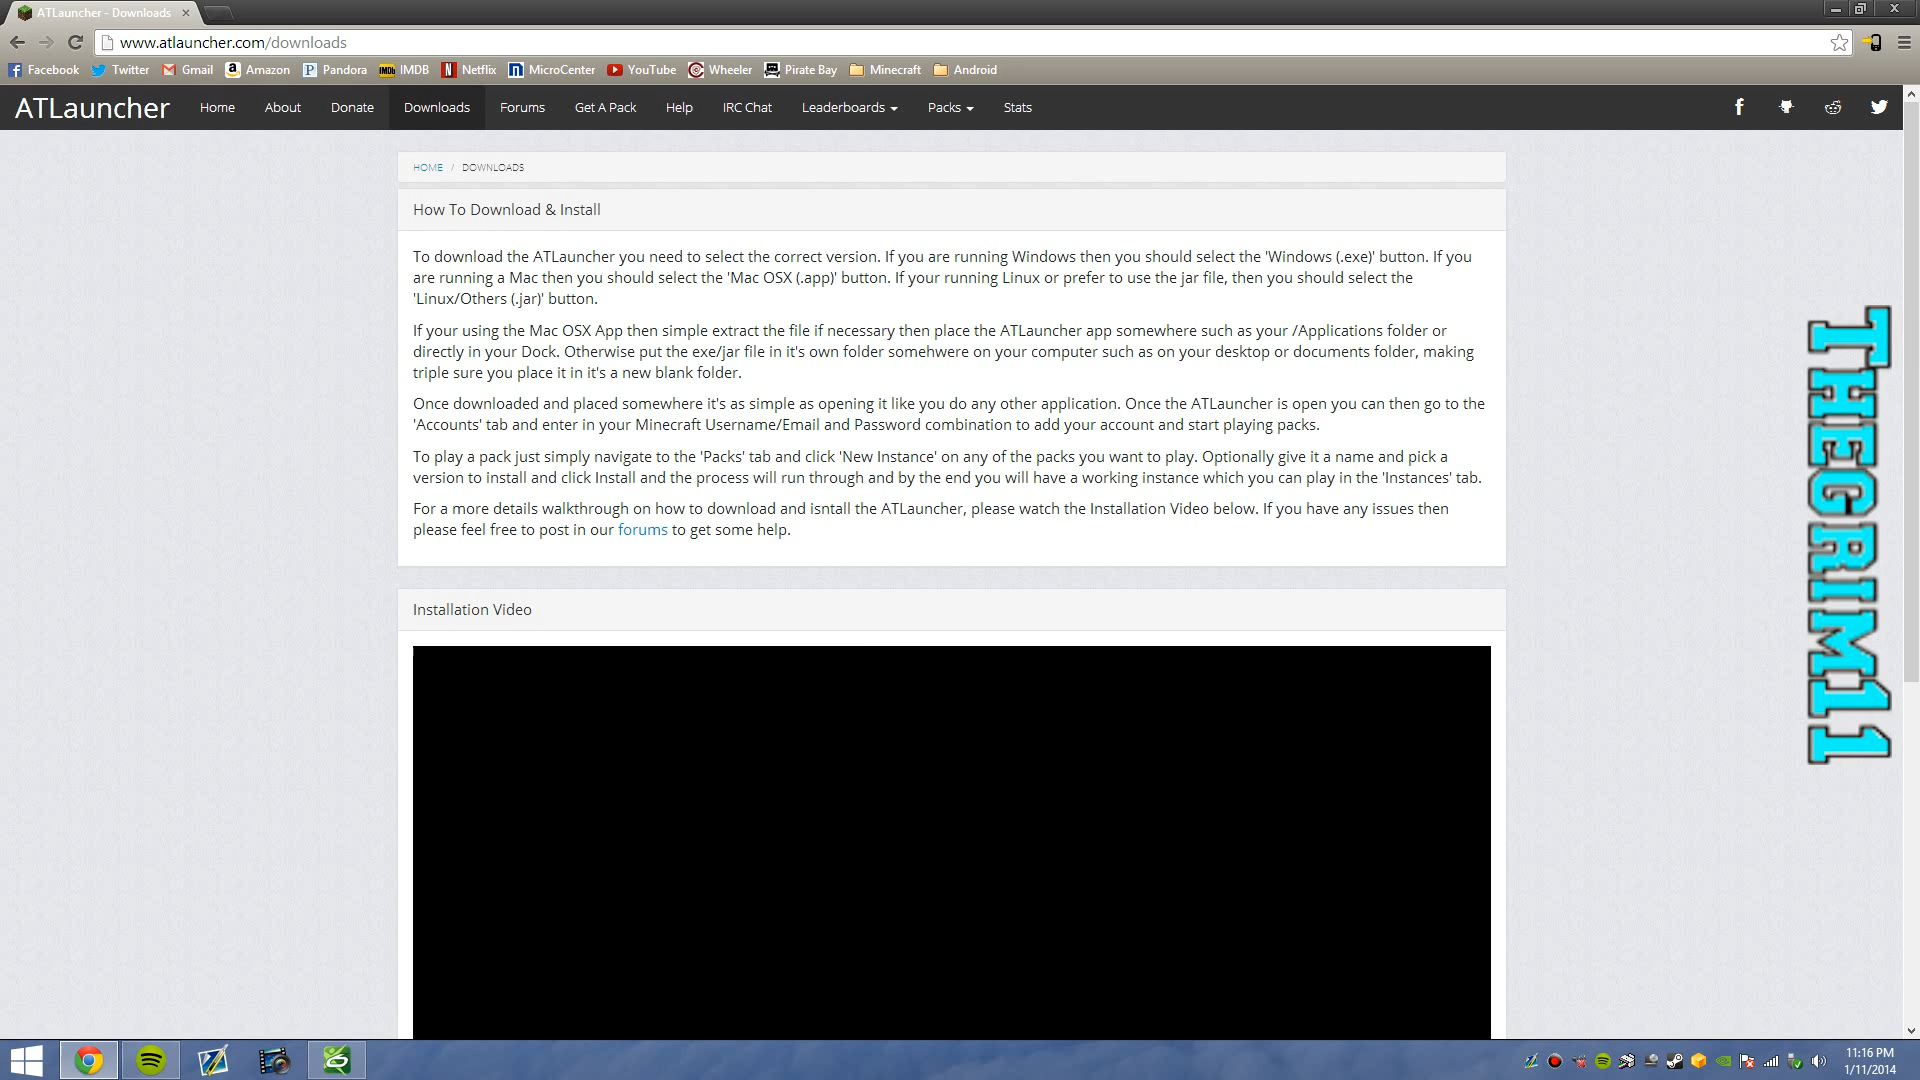 ATLauncher - Downloads
www.atlauncher.com/downloads
Facebook Twitter Gmail Amazon Pandora IMDB Netflix MicroCenter YouTube Wheeler Pirate Bay Minecraft Android
ATLauncher Home About Donate Downloads Forums Get A Pack Help IRC Chat Leaderboards Packs Stats
HOME / DOWNLOADS
How To Download & Install
To download the ATLauncher you need to select the correct version. If you are running Windows then you should select the 'Windows (.exe)' button. If you
are running a Mac then you should select the 'Mac OSX (.app)' button. If your running Linux or prefer to use the jar file, then you should select the
'Linux/Others (.jar)' button.
If your using the Mac OSX App then simple extract the file if necessary then place the ATLauncher app somewhere such as your /Applications folder or
directly in your Dock. Otherwise put the exe/jar file in it's own folder somehwere on your computer such as on your desktop or documents folder, making
triple sure you place it in it's a new blank folder.
Once downloaded and placed somewhere it's as simple as opening it like you do any other application. Once the ATLauncher is open you can then go to the
'Accounts' tab and enter in your Minecraft Username/Email and Password combination to add your account and start playing packs.
To play a pack just simply navigate to the 'Packs' tab and click 'New Instance' on any of the packs you want to play. Optionally give it a name and pick a
version to install and click Install and the process will run through and by the end you will have a working instance which you can play in the 'Instances' tab.
For a more details walkthrough on how to download and isntall the ATLauncher, please watch the Installation Video below. If you have any issues then
please feel free to post in our forums to get some help.
Installation Video
THEGRIM11
11:16 PM
1/11/2014